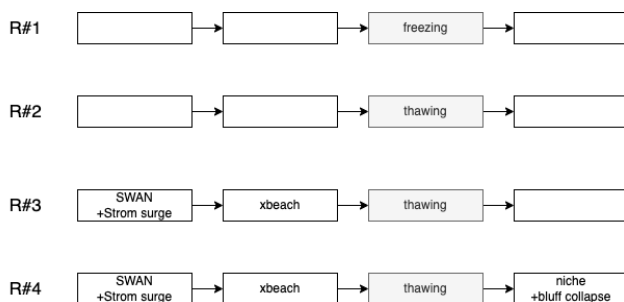 R#1
freezing
R#2
thawing
R#3
SWAN
+Strom surge
xbeach
thawing
R#4
SWAN
+Strom surge
xbeach
thawing
niche
+bluff collapse